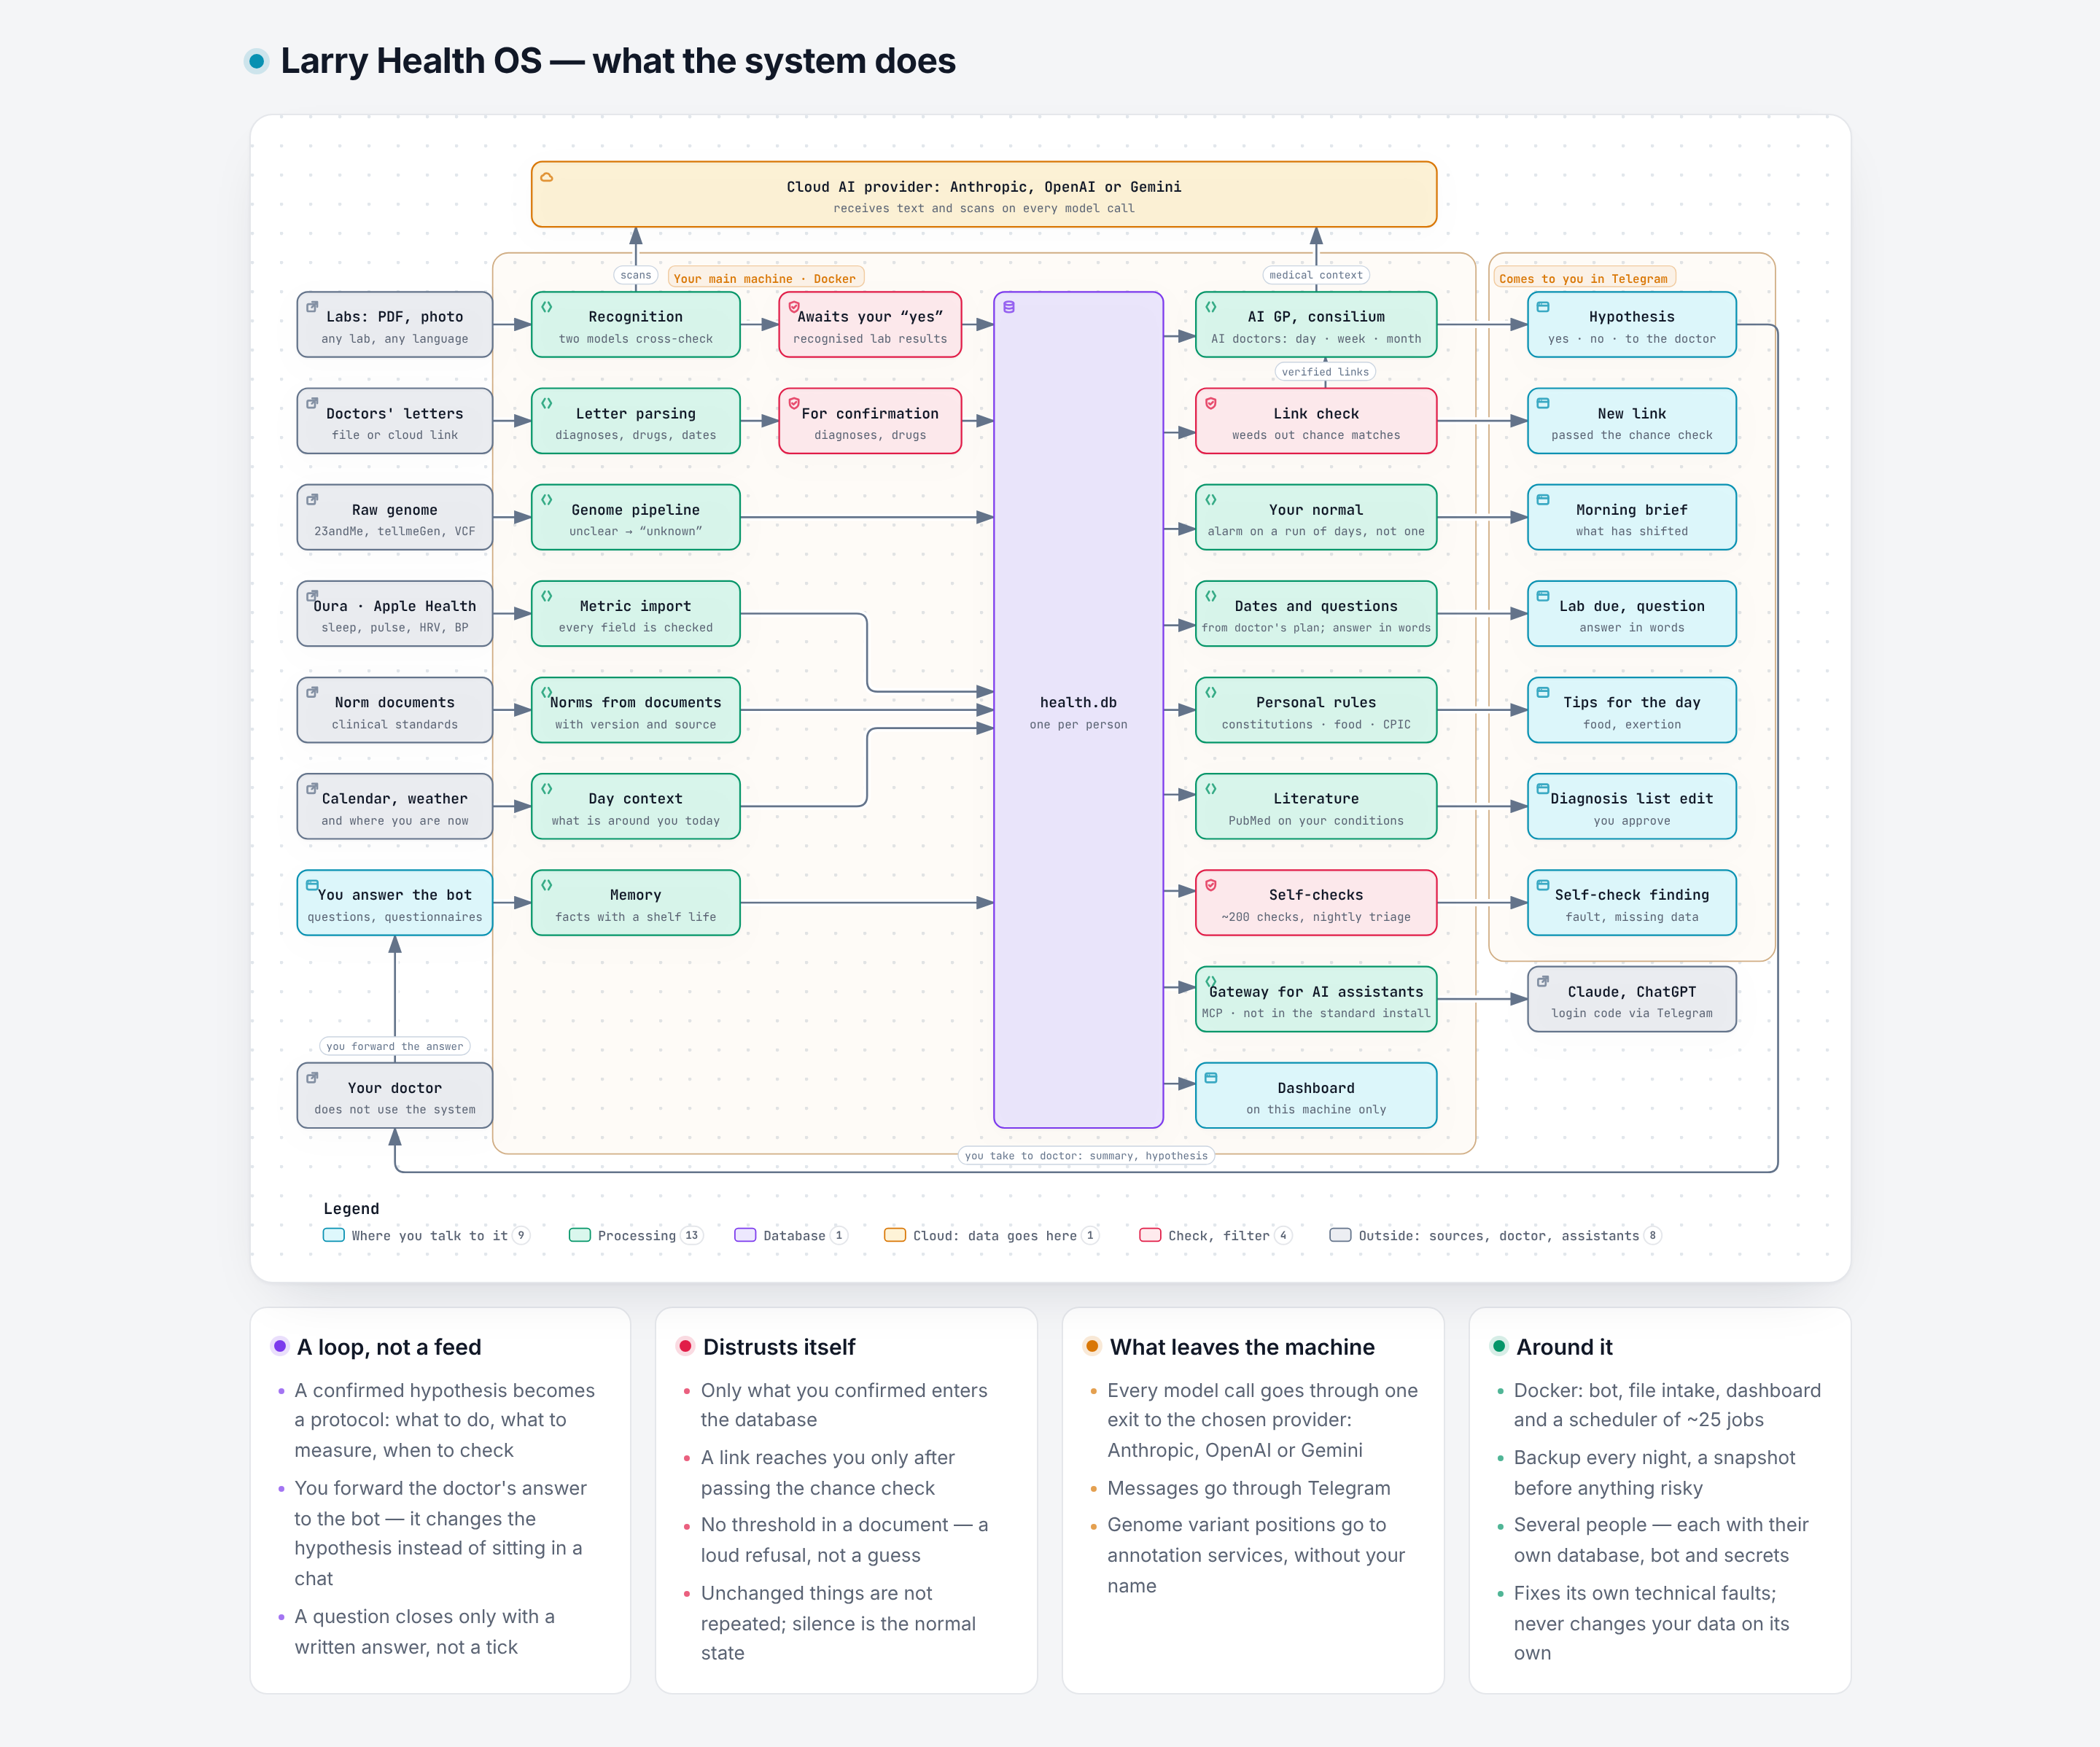 Larry Health OS — what the system does
Cloud AI provider: Anthropic, OpenAI or Gemini
receives text and scans on every model call
scans
Your main machine · Docker
medical context
Comes to you in Telegram
Labs: PDF, photo
any lab, any language
Recognition
two models cross-check
Awaits your “yes”
recognised lab results
AI GP, consilium
AI doctors: day · week · month
Hypothesis
yes · no · to the doctor
verified links
Doctors' letters
file or cloud link
Letter parsing
diagnoses, drugs, dates
For confirmation
diagnoses, drugs
Link check
weeds out chance matches
New link
passed the chance check
Raw genome
23andMe, tellmeGen, VCF
Genome pipeline
unclear → “unknown”
Your normal
alarm on a run of days, not one
Morning brief
what has shifted
Oura · Apple Health
sleep, pulse, HRV, BP
Metric import
every field is checked
Dates and questions
from doctor's plan; answer in words
Lab due, question
answer in words
Norm documents
clinical standards
Norms from documents
with version and source
health.db
one per person
Personal rules
constitutions · food · CPIC
Tips for the day
food, exertion
Calendar, weather
and where you are now
Day context
what is around you today
Literature
PubMed on your conditions
Diagnosis list edit
you approve
You answer the bot
questions, questionnaires
Memory
facts with a shelf life
Self-checks
~200 checks, nightly triage
Self-check finding
fault, missing data
Gateway for AI assistants
MCP · not in the standard install
Claude, ChatGPT
login code via Telegram
you forward the answer
Your doctor
does not use the system
Dashboard
on this machine only
you take to doctor: summary, hypothesis
Legend
Where you talk to it 9
Processing 13
Database 1
Cloud: data goes here 1
Check, filter 4
Outside: sources, doctor, assistants 8
A loop, not a feed
A confirmed hypothesis becomes
a protocol: what to do, what to
measure, when to check
You forward the doctor's answer
to the bot — it changes the
hypothesis instead of sitting in a
chat
A question closes only with a
written answer, not a tick
Distrusts itself
Only what you confirmed enters
the database
A link reaches you only after
passing the chance check
No threshold in a document — a
loud refusal, not a guess
Unchanged things are not
repeated; silence is the normal
state
What leaves the machine
Every model call goes through one
exit to the chosen provider:
Anthropic, OpenAI or Gemini
Messages go through Telegram
Genome variant positions go to
annotation services, without your
name
Around it
Docker: bot, file intake, dashboard
and a scheduler of ~25 jobs
Backup every night, a snapshot
before anything risky
Several people — each with their
own database, bot and secrets
Fixes its own technical faults;
never changes your data on its
own